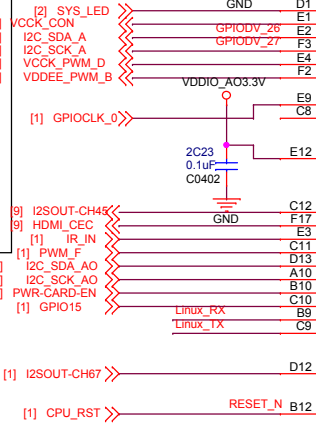 GND D1
[2] SYS_LED E1
VCCK_CON GPIODV_26 E2
I2C_SDA_A GPIODV_27 F3
I2C_SCK_A E4
VCCK_PWM_D F2
VDDEE_PWM_B
VDDIO_AO3.3V
E9
[1] GPIOCLK_0 C8
2C23 E12
0.1uF
C0402
GND
[9] I2SOUT-CH45 C12
[9] HDMI_CEC F17
[1] IR_IN E3
[1] PWM_F C11
I2C_SDA_AO D13
I2C_SCK_AO A10
PWR-CARD-EN B10
[1] GPIO15 C10
Linux_RX B9
Linux_TX C9
[1] I2SOUT-CH67 D12
[1] CPU_RST RESET_N B12